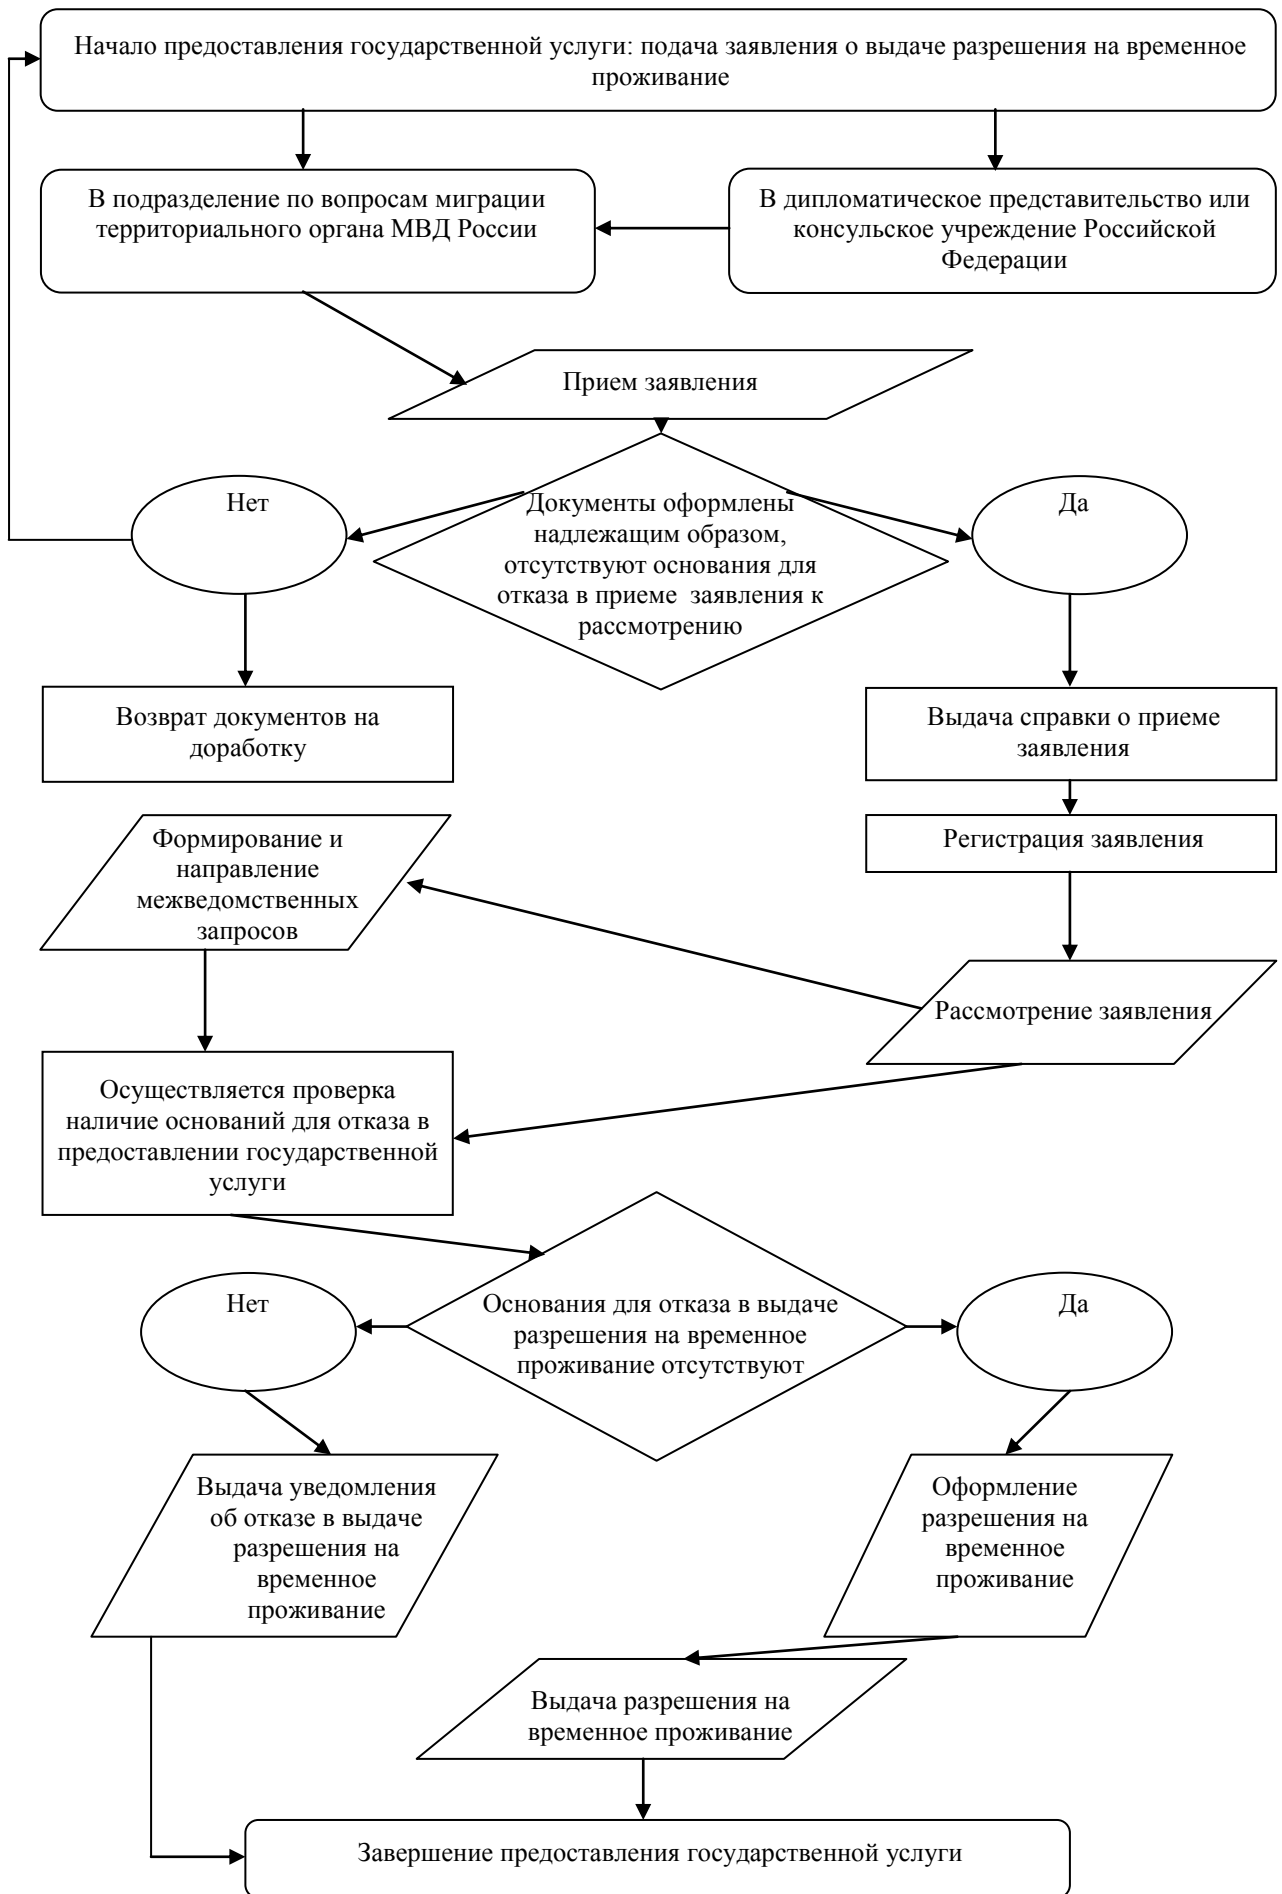 Начало предоставления государственной услуги: подача заявления о выдаче разрешения на временное
проживание
В подразделение по вопросам миграции
территориального органа МВД России
В дипломатическое представительство или
консульское учреждение Российской
Федерации
Прием заявления
Нет
Документы оформлены
надлежащим образом,
отсутствуют основания для
отказа в приеме заявления к
рассмотрению
Да
Возврат документов на
доработку
Выдача справки о приеме
заявления
Формирование и
направление
межведомственных
запросов
Регистрация заявления
Рассмотрение заявления
Осуществляется проверка
наличие оснований для отказа в
предоставлении государственной
услуги
Нет
Основания для отказа в выдаче
разрешения на временное
проживание отсутствуют
Да
Выдача уведомления
об отказе в выдаче
разрешения на
временное
проживание
Оформление
разрешения на
временное
проживание
Выдача разрешения на
временное проживание
Завершение предоставления государственной услуги